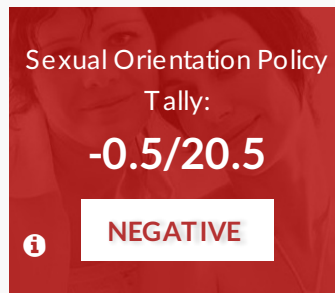 Sexual Orientation Policy
Tally:
-0.5/20.5
NEGATIVE
i